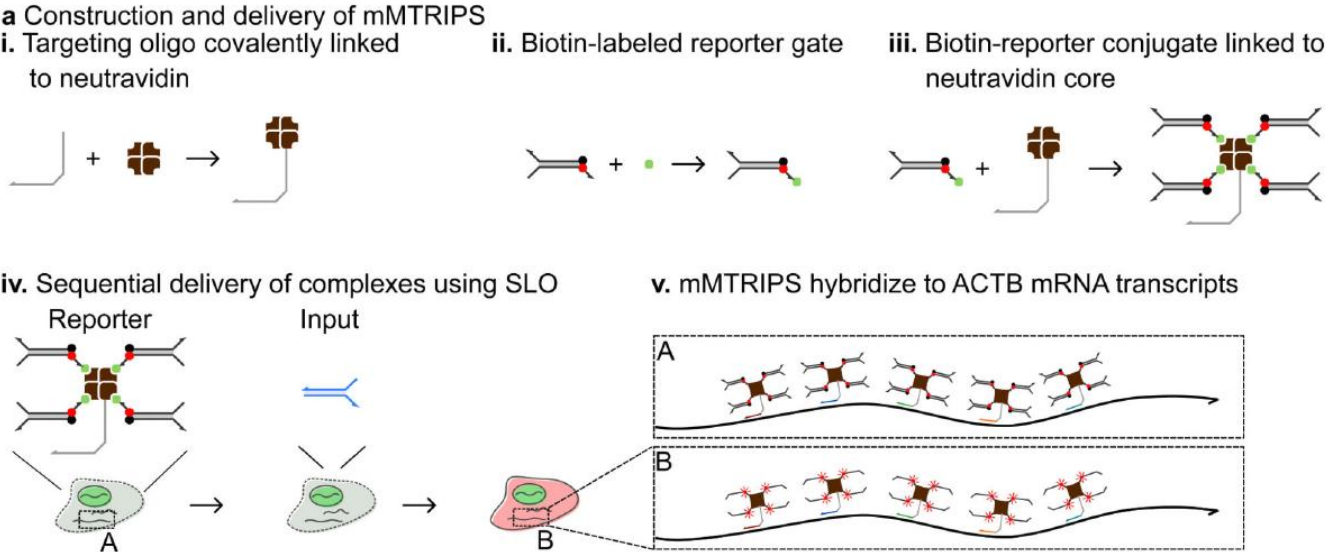 a Construction and delivery of mMTRIPS
i. Targeting oligo covalently linked
to neutravidin
ii. Biotin-labeled reporter gate
iii. Biotin-reporter conjugate linked to
neutravidin core
+
+
+
iv. Sequential delivery of complexes using SLO
Reporter
Input
A
B
v. mMTRIPS hybridize to ACTB mRNA transcripts
A
B